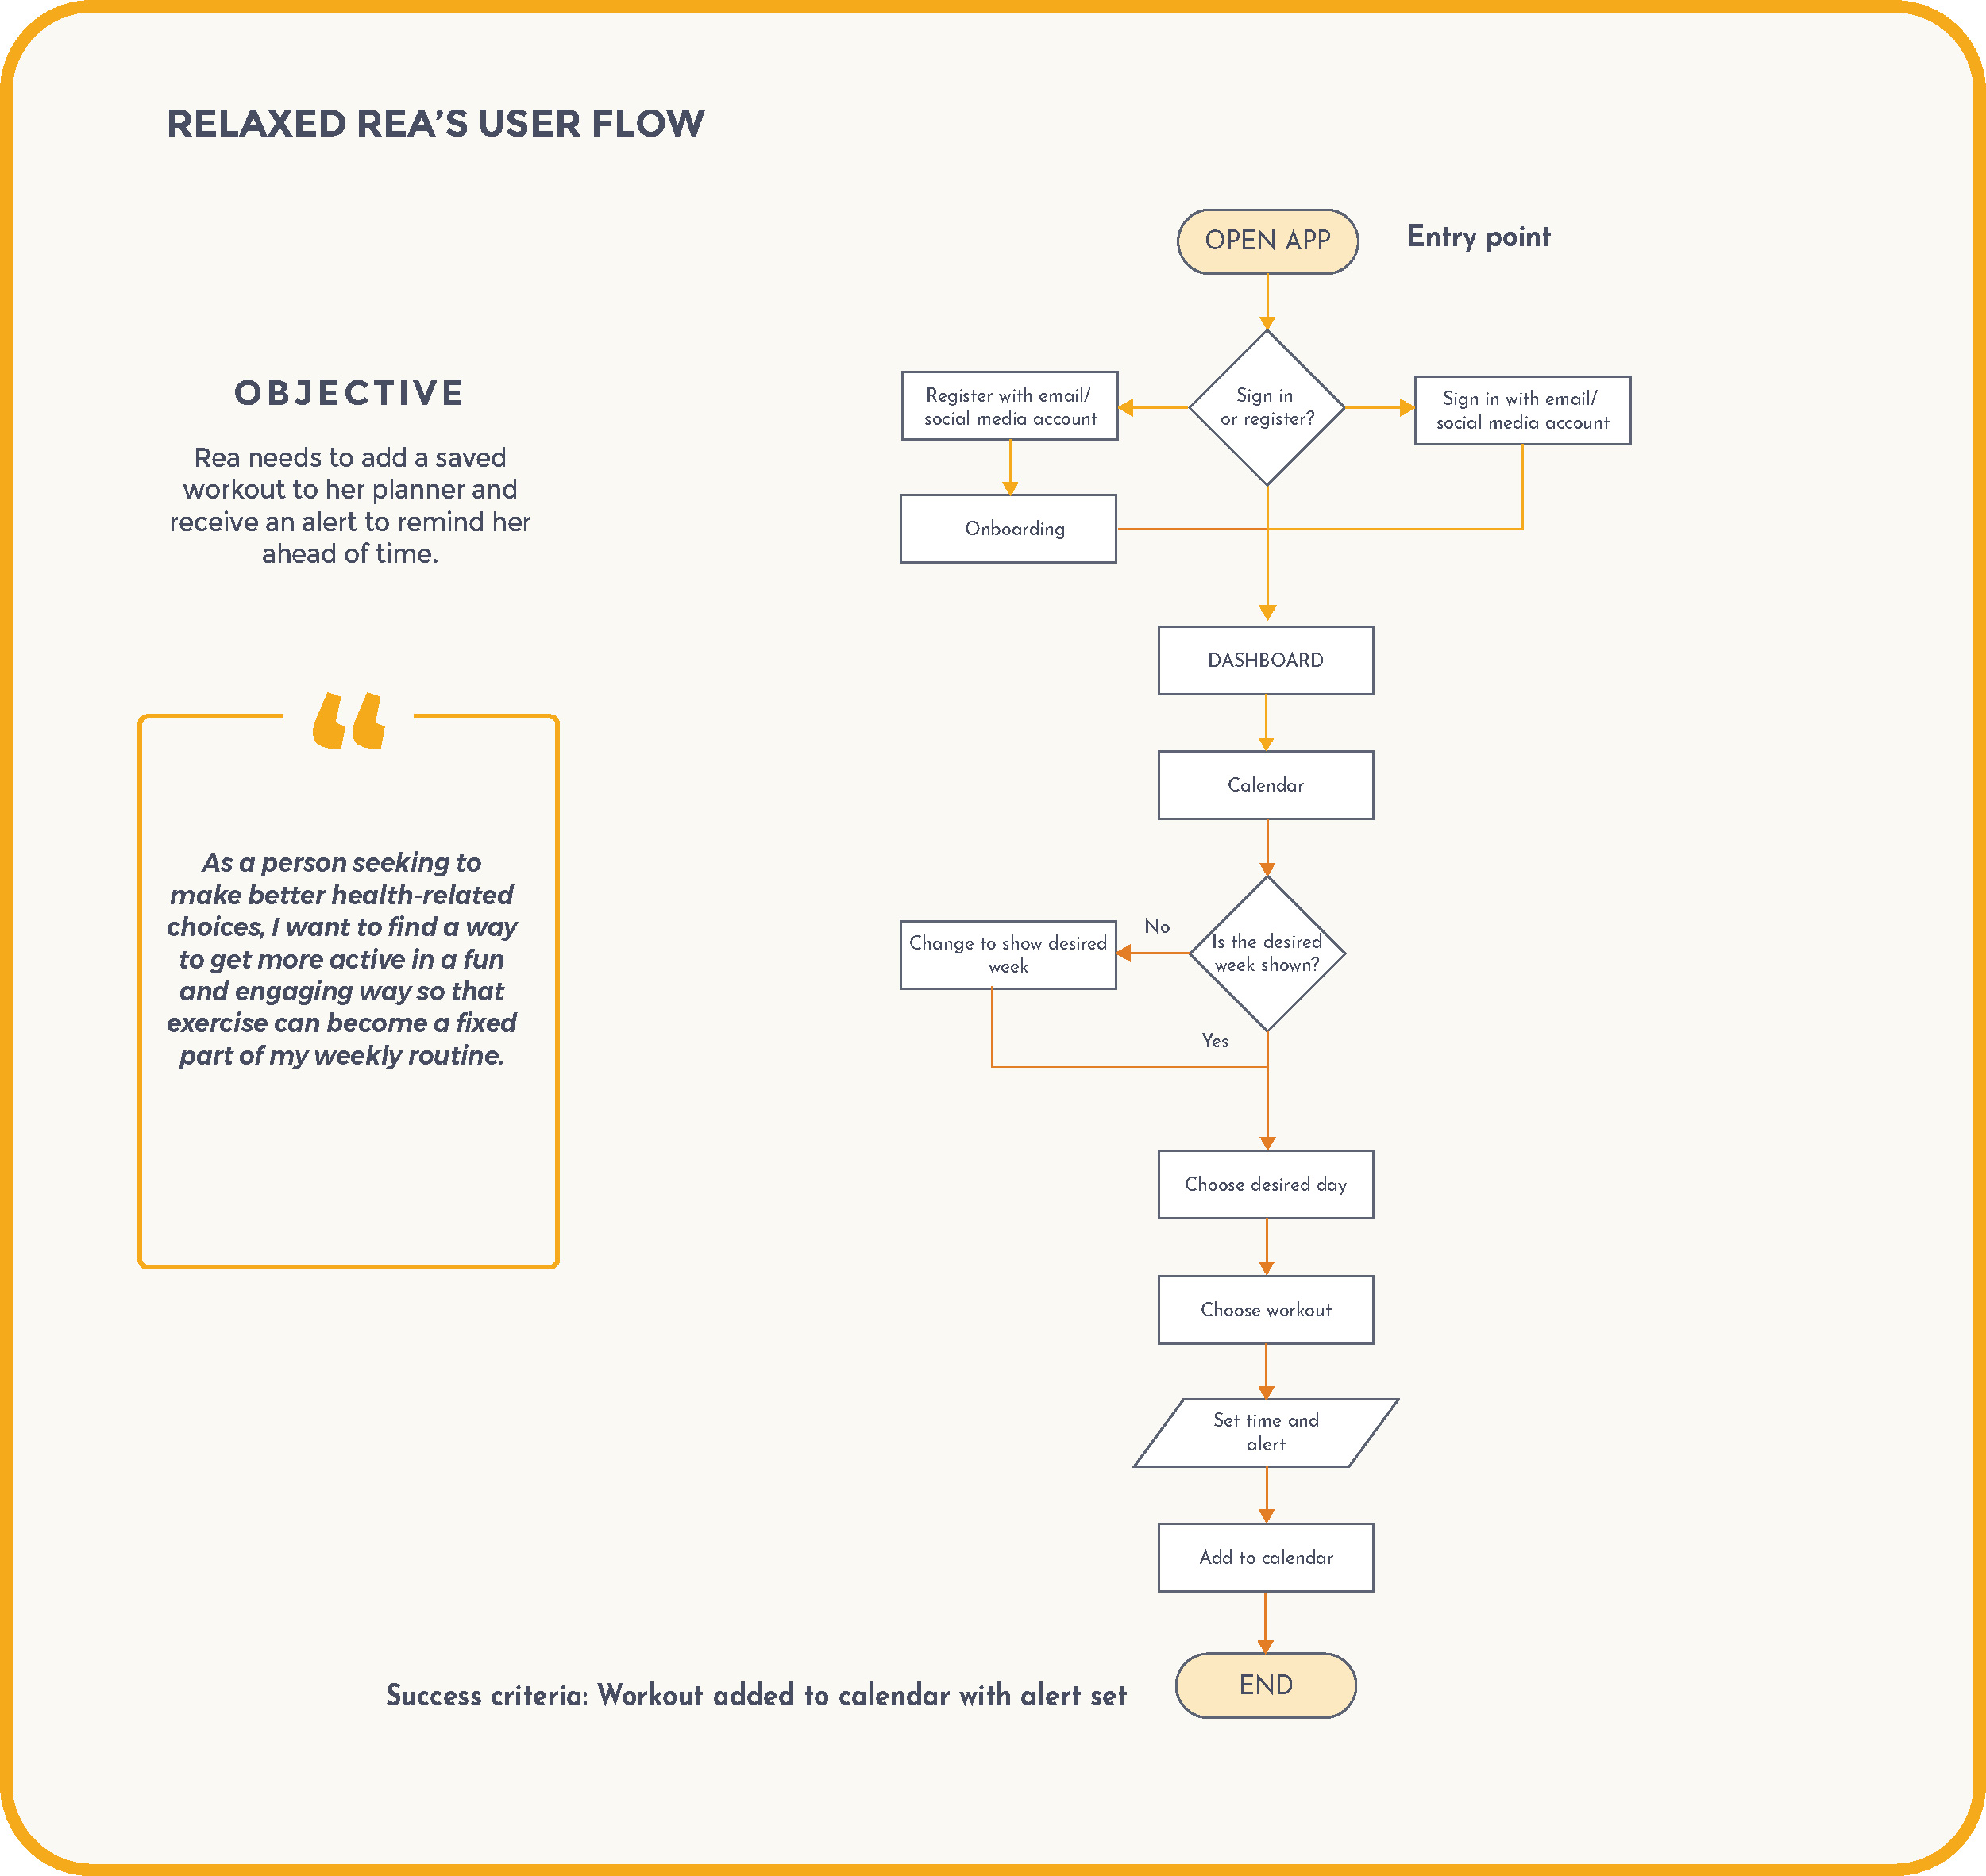 RELAXED REA’S USER FLOW
OPEN APP
Entry point
OBJECTIVE
Rea needs to add a saved
workout to her planner and
receive an alert to remind her
ahead of time.
Register with email/
social media account
Sign in
or register?
Sign in with email/
social media account
Onboarding
DASHBOARD
Calendar
“
As a person seeking to
make better health-related
choices, I want to find a way
to get more active in a fun
and engaging way so that
exercise can become a fixed
part of my weekly routine.
Change to show desired
week
No
Is the desired
week shown?
Yes
Choose desired day
Choose workout
Set time and
alert
Add to calendar
Success criteria: Workout added to calendar with alert set
END